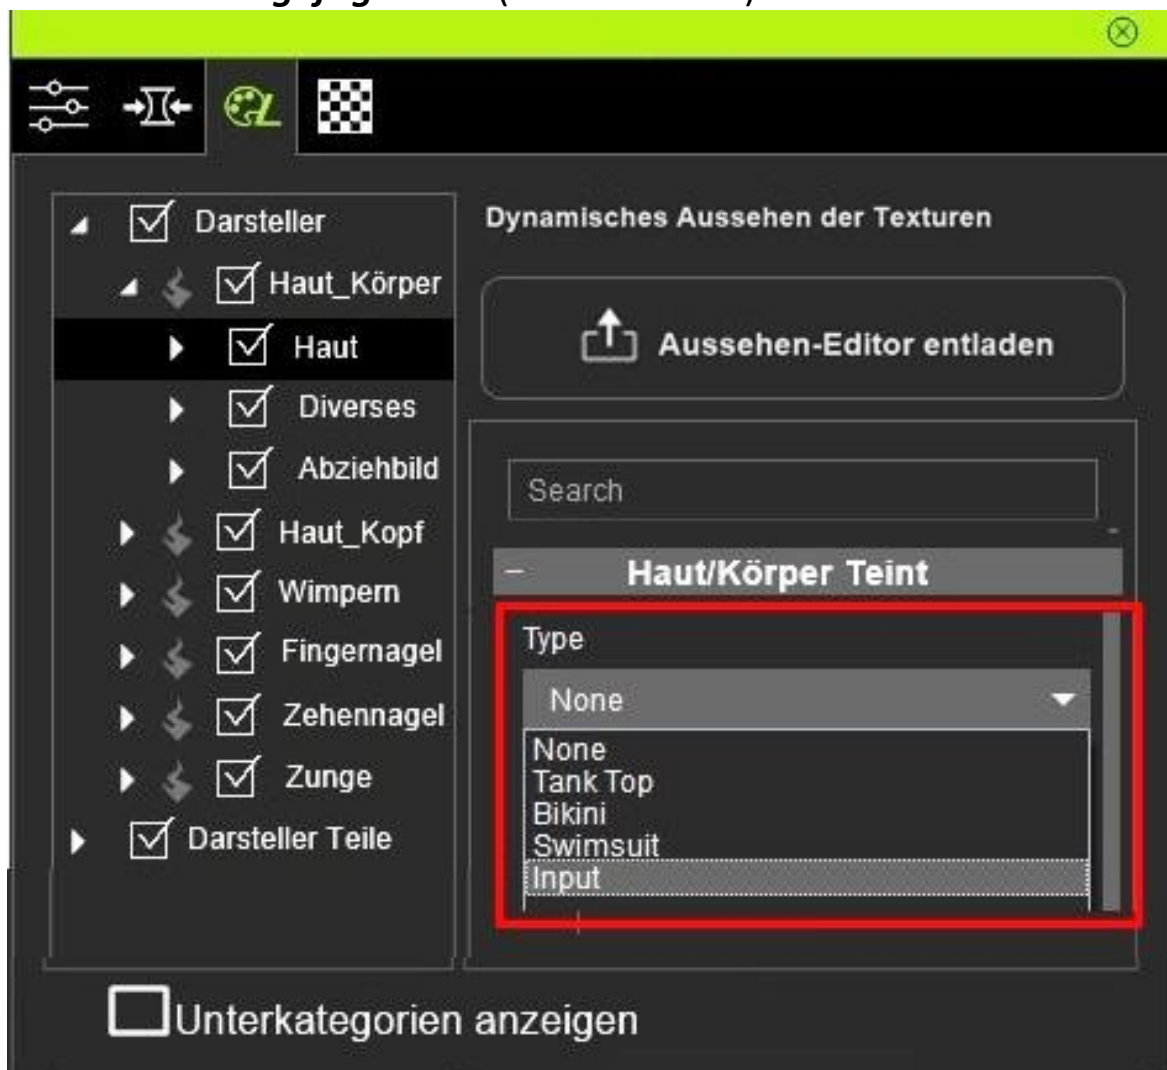 Darsteller
Haut_Körper
Haut
Diverses
Abziehbild
Haut_Kopf
Wimpern
Fingernagel
Zehennagel
Zunge
Darsteller Teile
Dynamisches Aussehen der Texturen
Aussehen-Editor entladen
Search
Haut/Körper Teint
Type
None
None
Tank Top
Bikini
Swimsuit
Input
Unterkategorien anzeigen